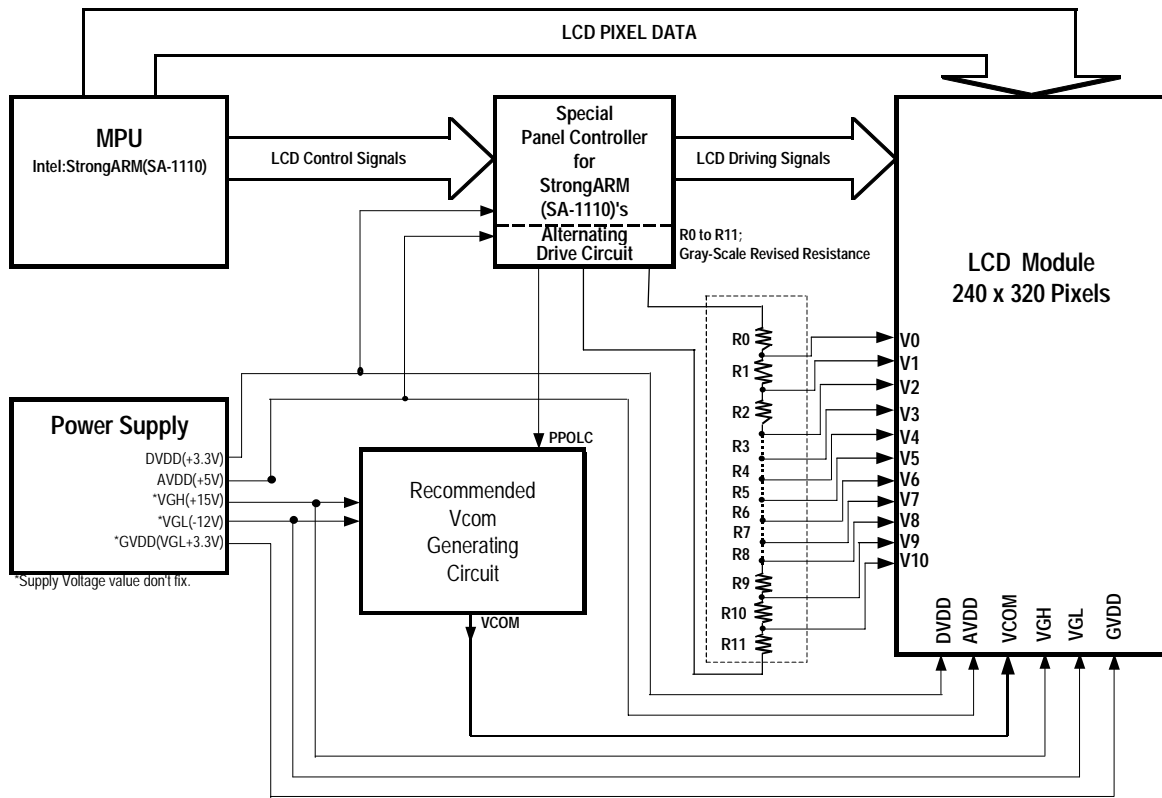 LCD PIXEL DATA
MPU
Intel:StrongARM(SA-1110)
LCD Control Signals
Special
Panel Controller
for
StrongARM
(SA-1110)'s
Alternating
Drive Circuit
LCD Driving Signals
R0 to R11;
Gray-Scale Revised Resistance
LCD Module
240 x 320 Pixels
R0
R1
R2
R3
R4
R5
R6
R7
R8
R9
R10
R11
V0
V1
V2
V3
V4
V5
V6
V7
V8
V9
V10
Power Supply
DVDD(+3.3V)
AVDD(+5V)
*VGH(+15V)
*VGL(-12V)
*GVDD(VGL+3.3V)
*Supply Voltage value don't fix.
PPOLC
Recommended
Vcom
Generating
Circuit
VCOM
DVDD
AVDD
VCOM
VGH
VGL
GVDD